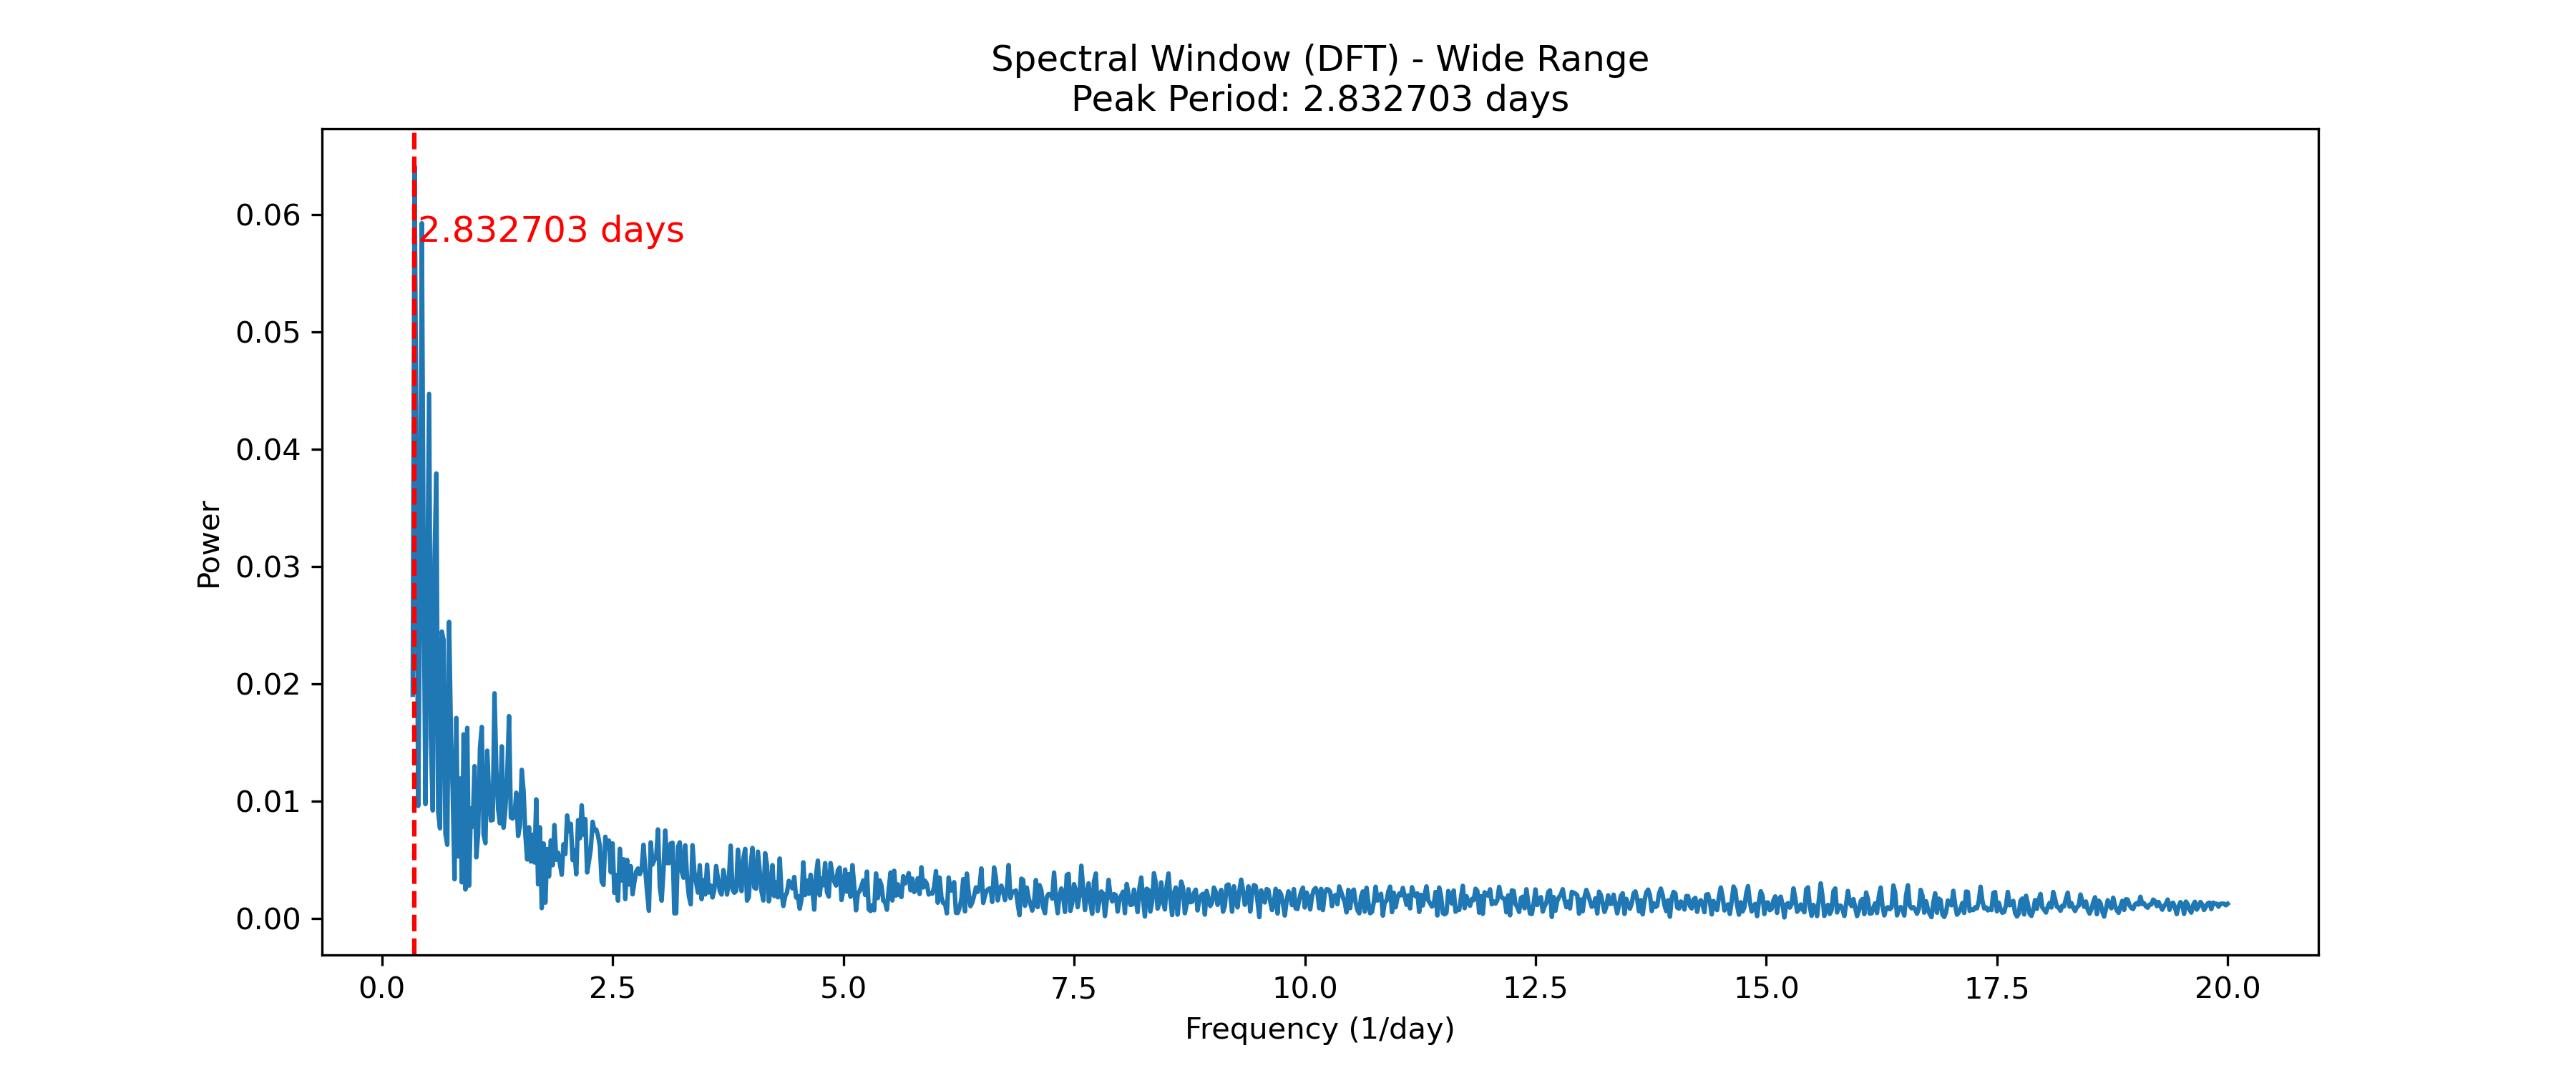 Spectral Window (DFT) - Wide Range
Peak Period: 2.832703 days
2.832703 days
Power
0.06
0.05
0.04
0.03
0.02
0.01
0.00
0.0 2.5 5.0 7.5 10.0 12.5 15.0 17.5 20.0
Frequency (1/day)